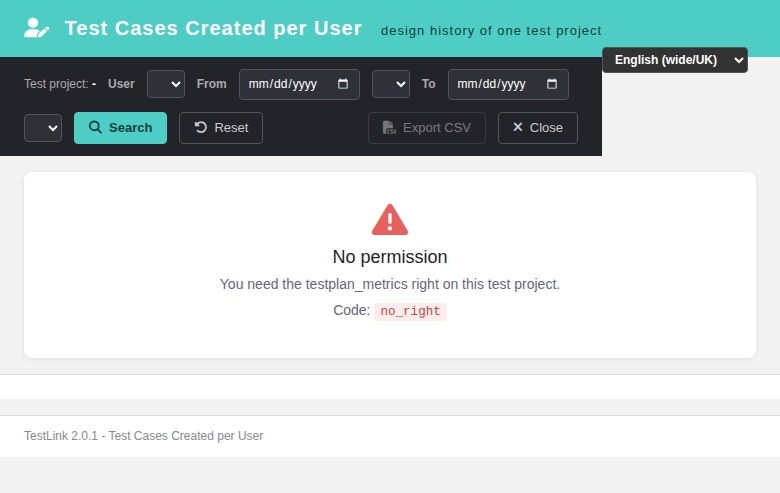 Test Cases Created per User design history of one test project
English (wide/UK)
Test project: - User From mm/dd/yyyy To mm/dd/yyyy
Search Reset Export CSV Close
No permission
You need the testplan_metrics right on this test project.
Code: no_right
TestLink 2.0.1 - Test Cases Created per User